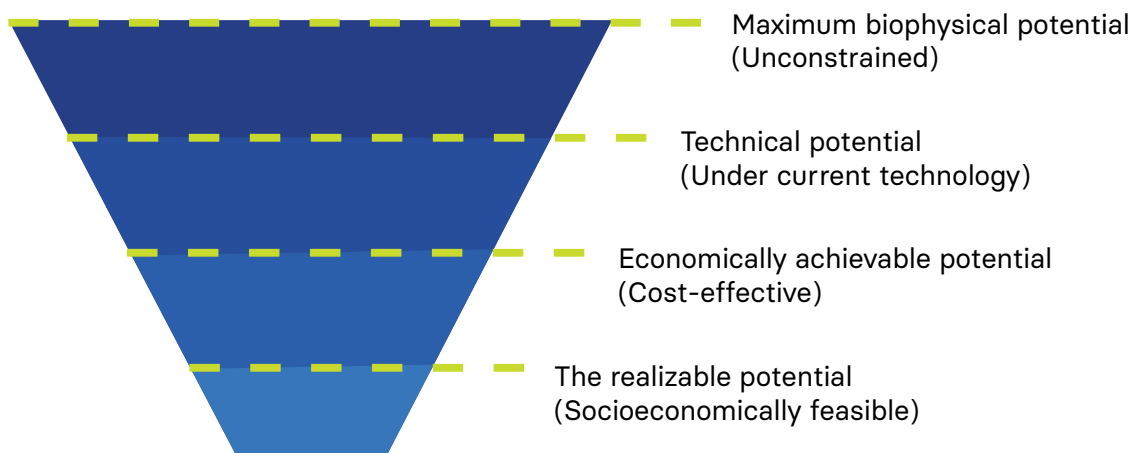 Maximum biophysical potential
(Unconstrained)
Technical potential
(Under current technology)
Economically achievable potential
(Cost-effective)
The realizable potential
(Socioeconomically feasible)